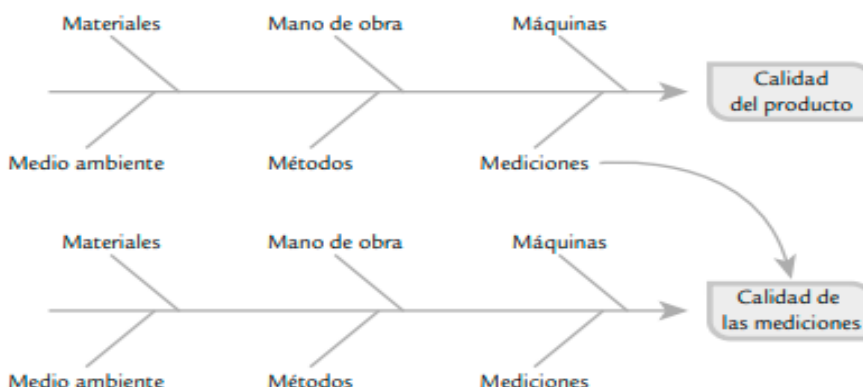 Materiales
Mano de obra
Máquinas
Calidad
del producto
Medio ambiente
Métodos
Mediciones
Materiales
Mano de obra
Máquinas
Calidad de
las mediciones
Medio ambiente
Métodos
Mediciones